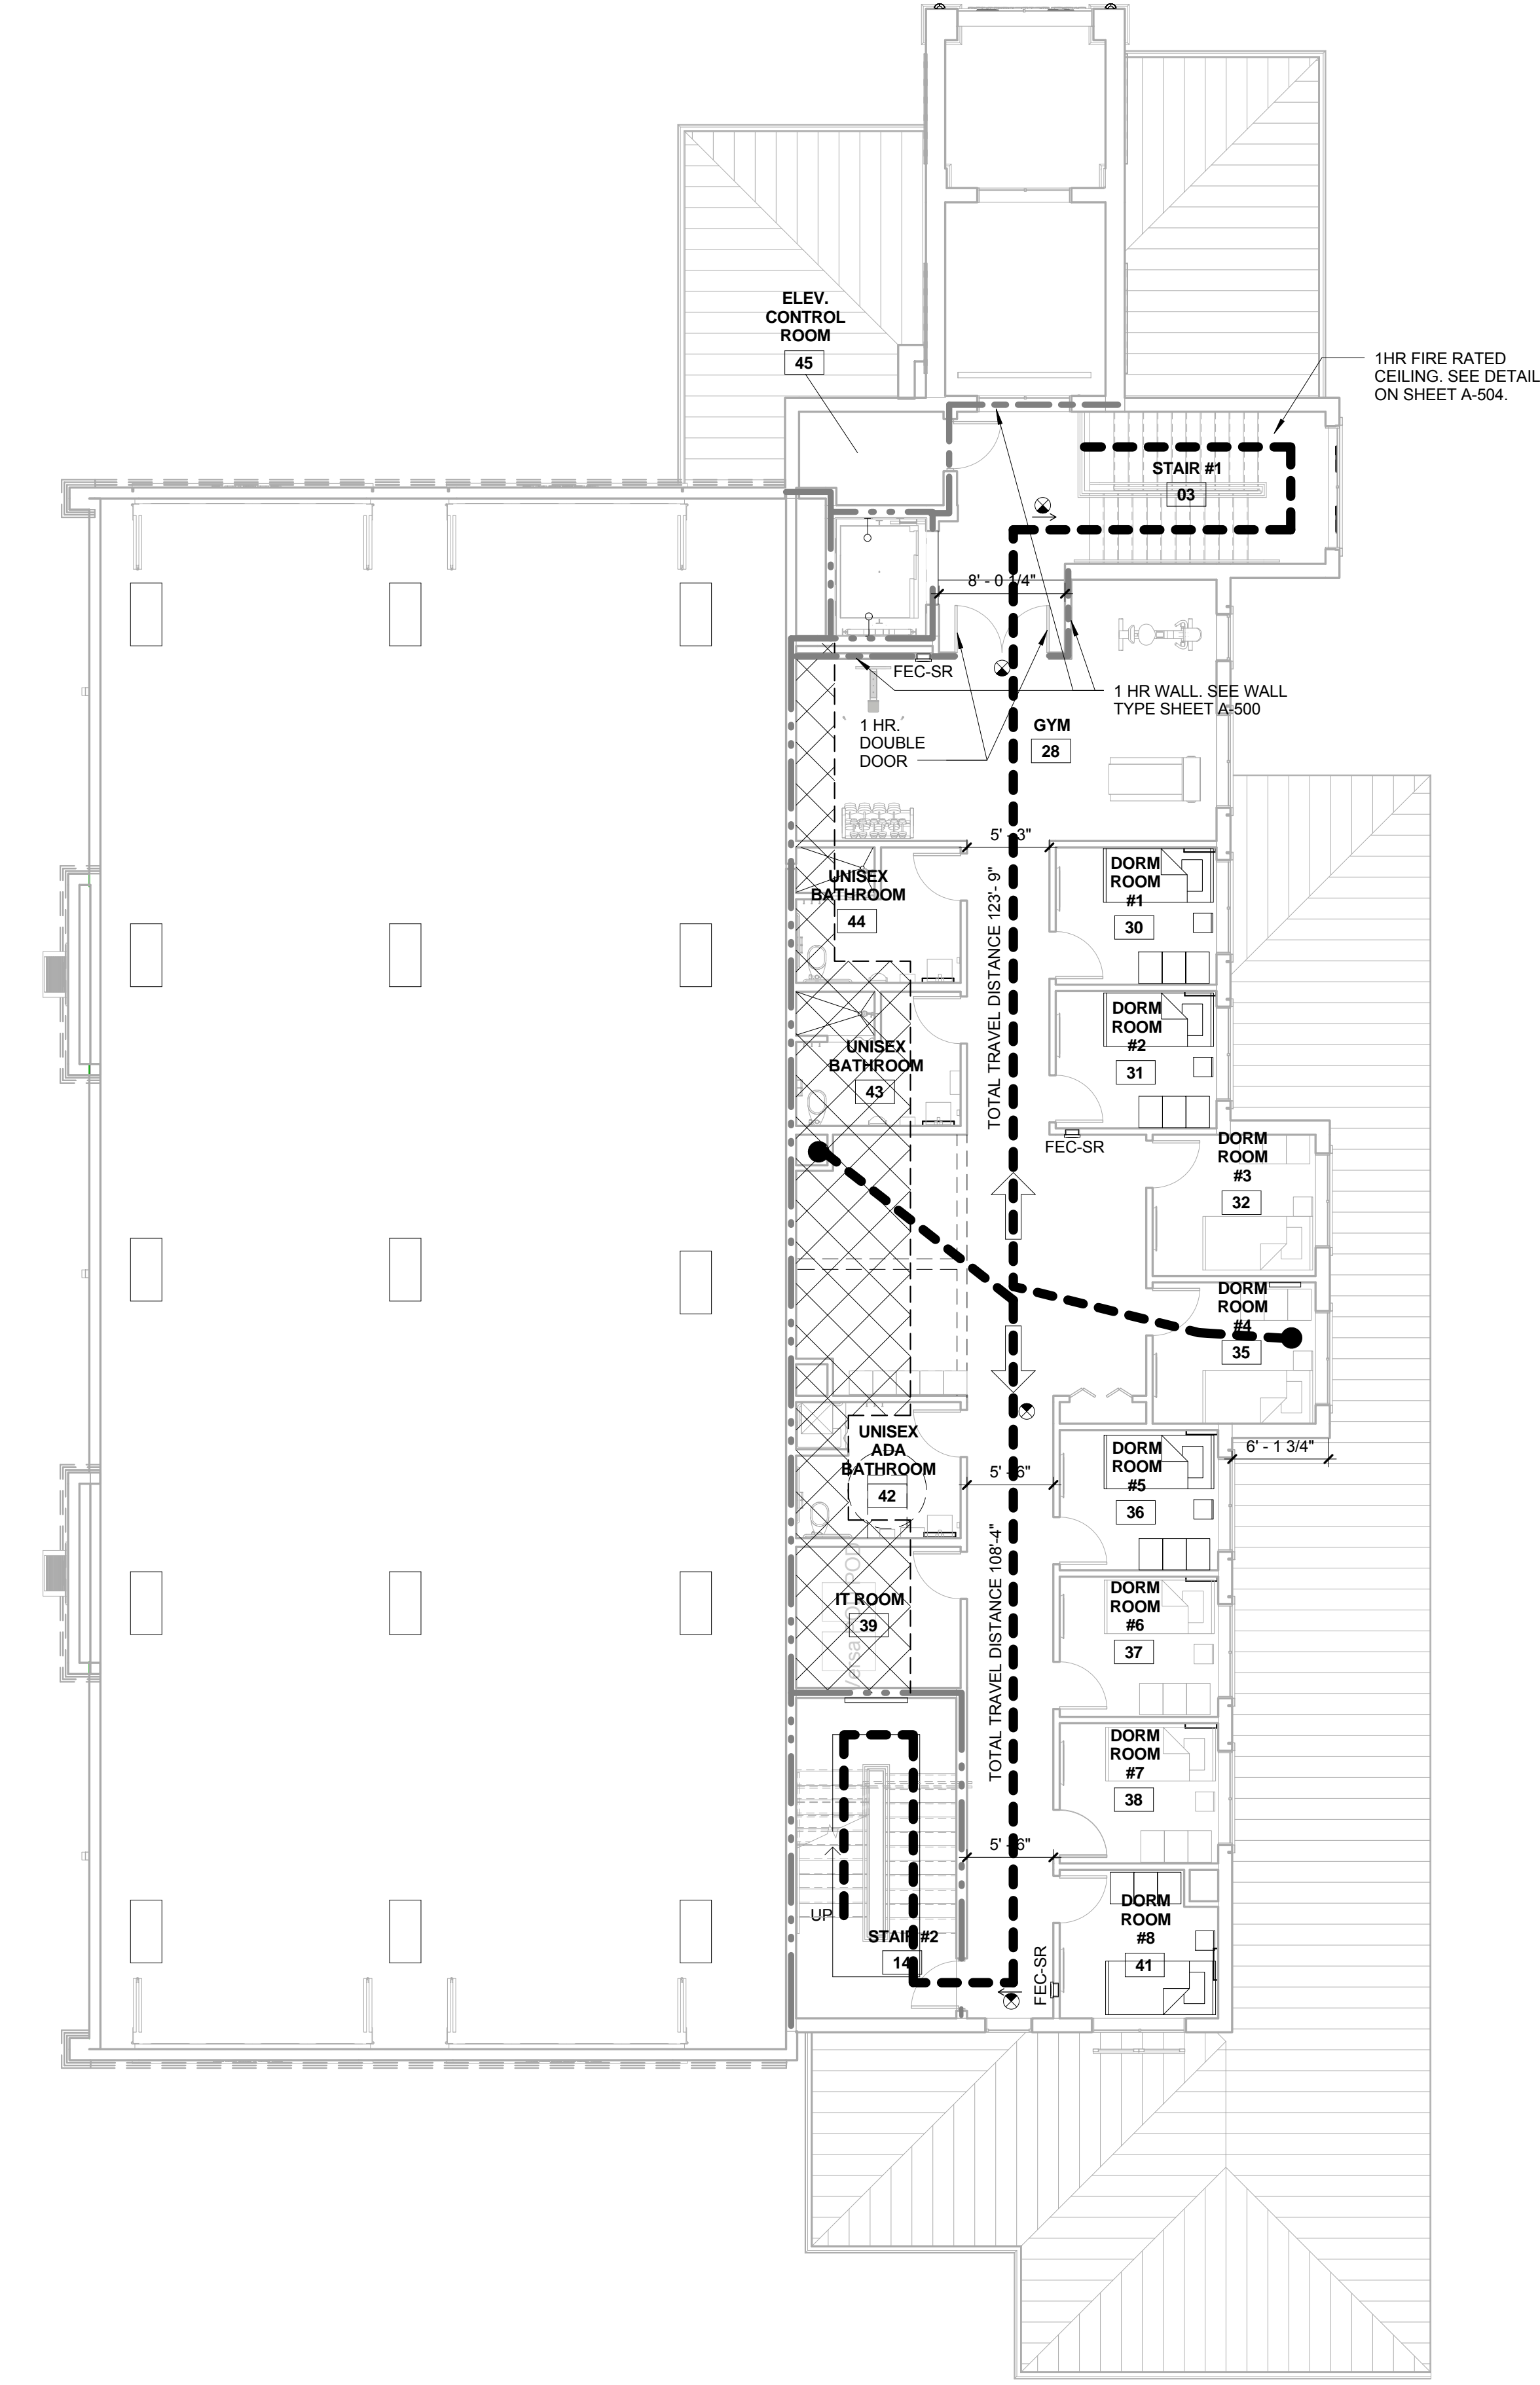 ELEV.
CONTROL
ROOM
45
1HR FIRE RATED
CEILING. SEE DETAIL
ON SHEET A-504.
STAIR #1
03
8' - 0 1/4"
FEC-SR
1 HR WALL. SEE WALL
TYPE SHEET A-500
1 HR.
DOUBLE
DOOR
GYM
28
5' - 3"
UNISEX
BATHROOM
44
DORM
ROOM
#1
30
TOTAL TRAVEL DISTANCE 123'- 9"
DORM
ROOM
#2
31
UNISEX
BATHROOM
43
FEC-SR
DORM
ROOM
#3
32
DORM
ROOM
#4
35
UNISEX
ADA
BATHROOM
42
5' - 6"
DORM
ROOM
#5
36
6' - 1 3/4"
TOTAL TRAVEL DISTANCE 108'-4"
IT ROOM
39
DORM
ROOM
#6
37
DORM
ROOM
#7
38
5' - 6"
UP
STAIR #2
14
FEC-SR
DORM
ROOM
#8
41